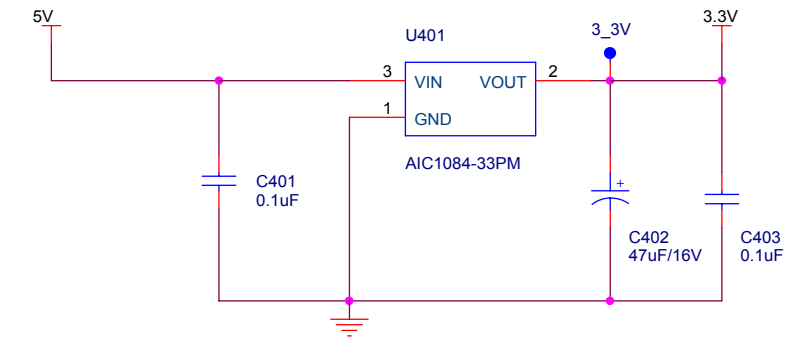 5V
U401
3_3V
3.3V
3
VIN
VOUT
2
1
GND
AIC1084-33PM
C401
0.1uF
+
C402
47uF/16V
C403
0.1uF